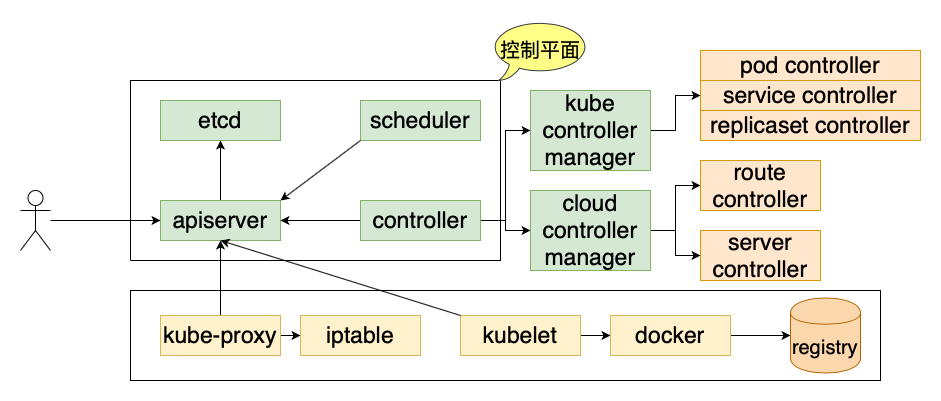 控制平面
etcd
scheduler
kube
controller
manager
pod controller
service controller
replicaset controller
apiserver
controller
cloud
controller
manager
route
controller
server
controller
kube-proxy
iptable
kubelet
docker
registry